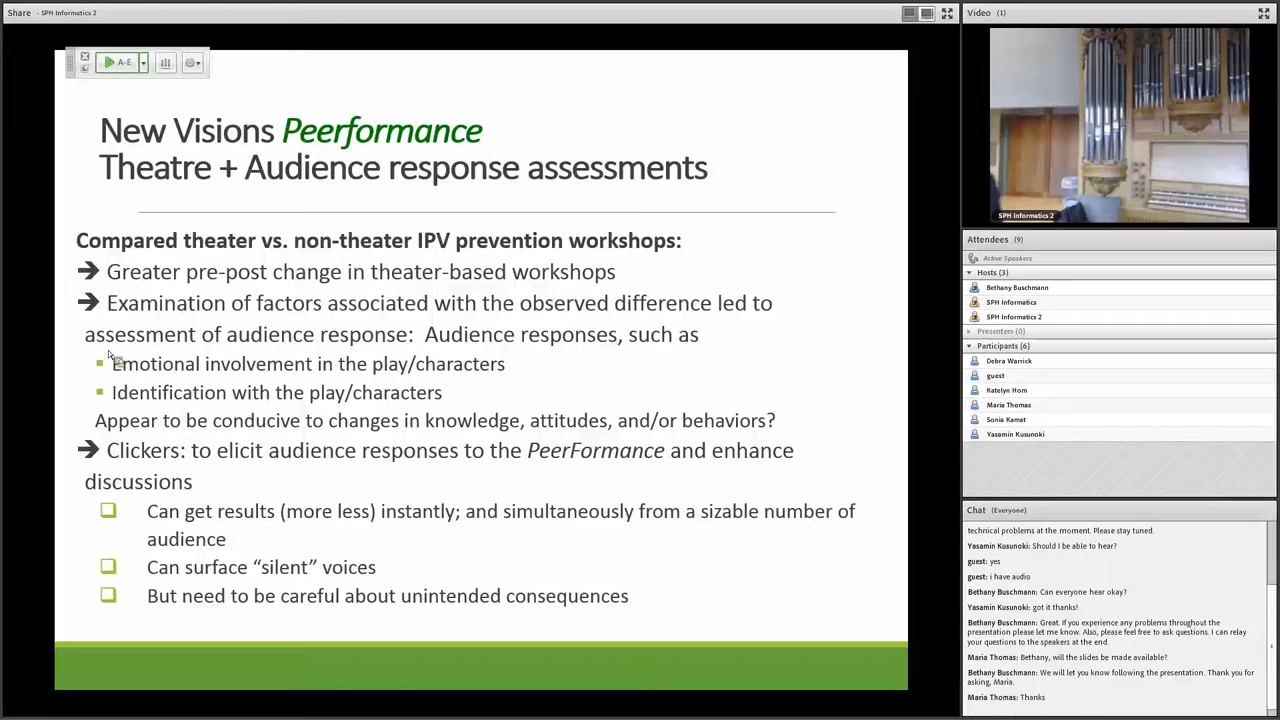 Share - SPH Informatics 2
A-E
New Visions Peerformance
Theatre + Audience response assessments
Compared theater vs. non-theater IPV prevention workshops:
➔ Greater pre-post change in theater-based workshops
➔ Examination of factors associated with the observed difference led to
assessment of audience response: Audience responses, such as
Emotional involvement in the play/characters
Identification with the play/characters
Appear to be conducive to changes in knowledge, attitudes, and/or behaviors?
➔ Clickers: to elicit audience responses to the PeerFormance and enhance
discussions
Can get results (more less) instantly; and simultaneously from a sizable number of
audience
Can surface “silent” voices
But need to be careful about unintended consequences
Video (1)
SPH Informatics 2
Attendees (9)
Active Speakers
Hosts (3)
Bethany Buschmann
SPH Informatics
SPH Informatics 2
Presenters (0)
Participants (6)
Debra Warrick
guest
Katelyn Hom
Maria Thomas
Sonia Kamat
Yasamin Kusunoki
Chat (Everyone)
technical problems at the moment. Please stay tuned.
Yasamin Kusunoki: Should I be able to hear?
guest: yes
guest: i have audio
Bethany Buschmann: Can everyone hear okay?
Yasamin Kusunoki: got it thanks!
Bethany Buschmann: Great. If you experience any problems throughout the
presentation please let me know. Also, please feel free to ask questions. I can relay
your questions to the speakers at the end.
Maria Thomas: Bethany, will the slides be made available?
Bethany Buschmann: We will let you know following the presentation. Thank you for
asking, Maria.
Maria Thomas: Thanks